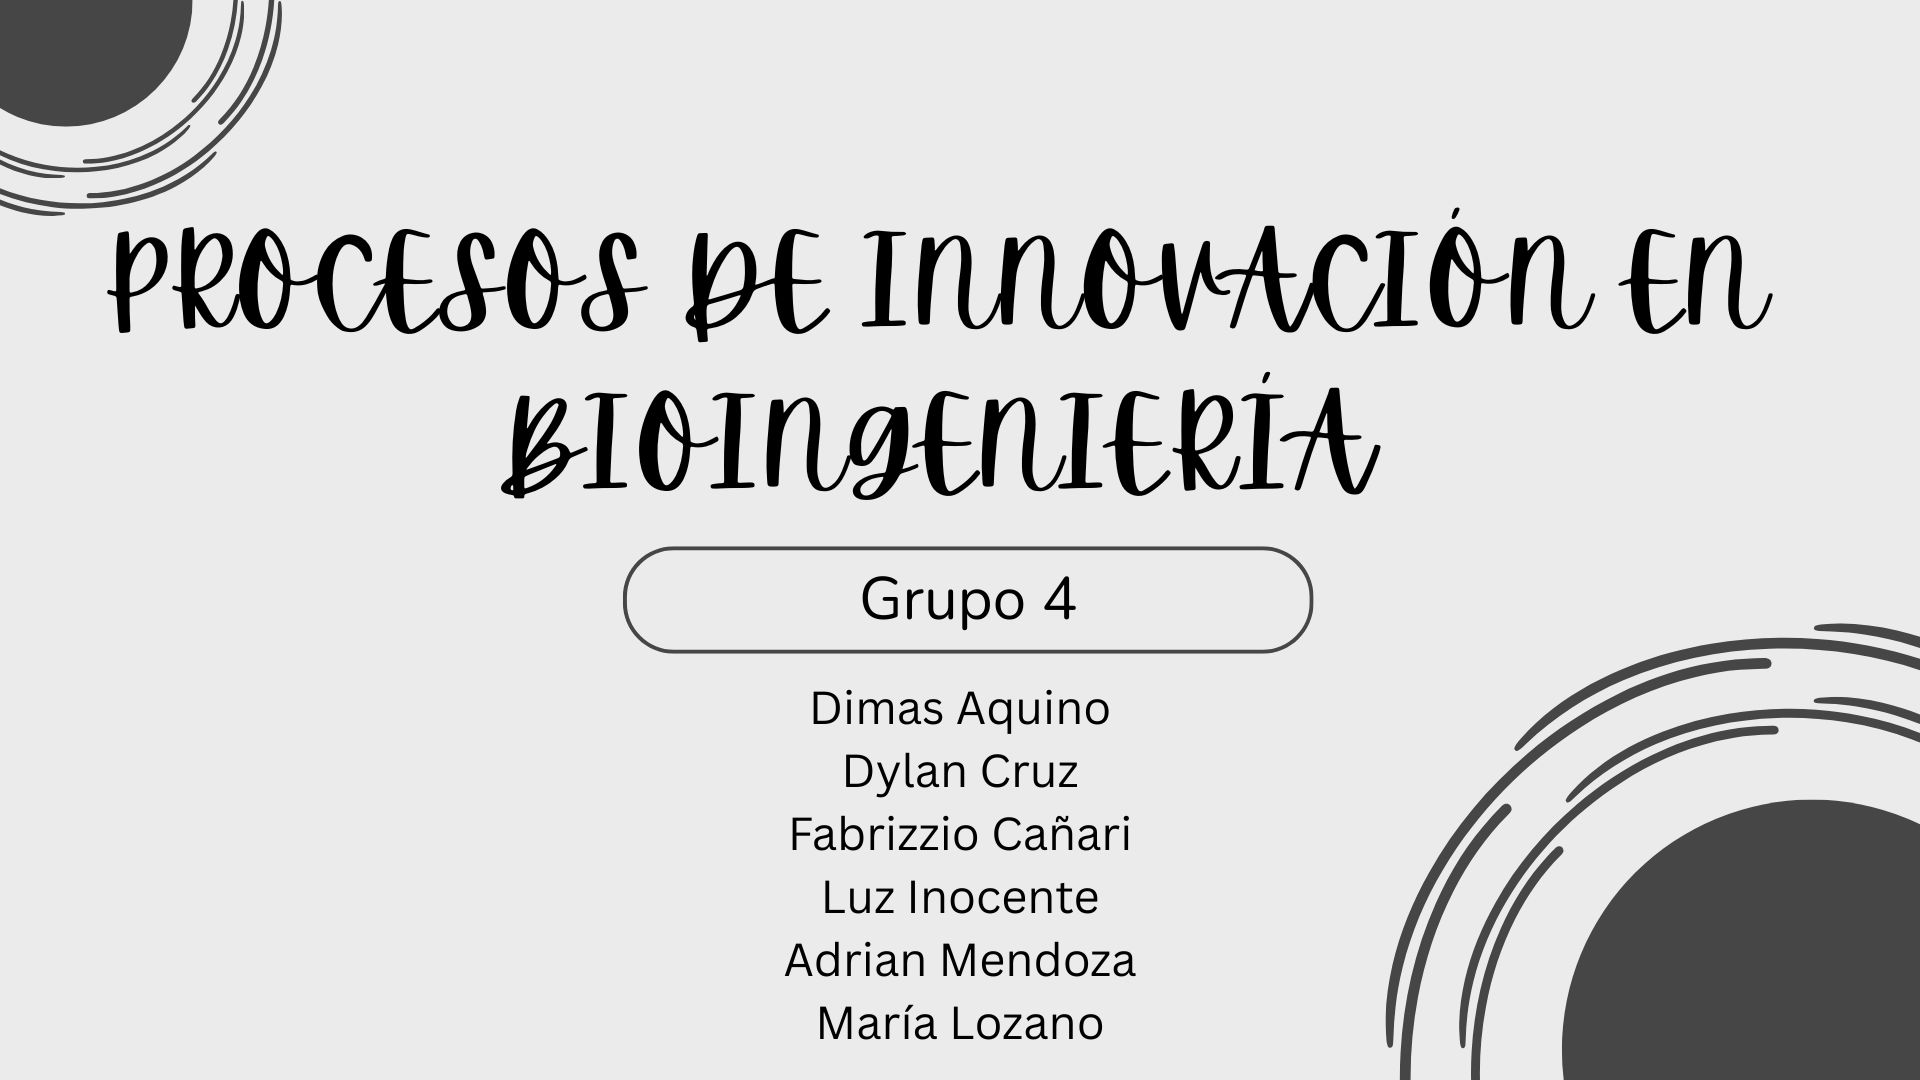 PROCESOS DE INNOVACIÓN EN
BIOINGENIERÍA
Grupo 4
Dimas Aquino
Dylan Cruz
Fabrizzio Cañari
Luz Inocente
Adrian Mendoza
María Lozano